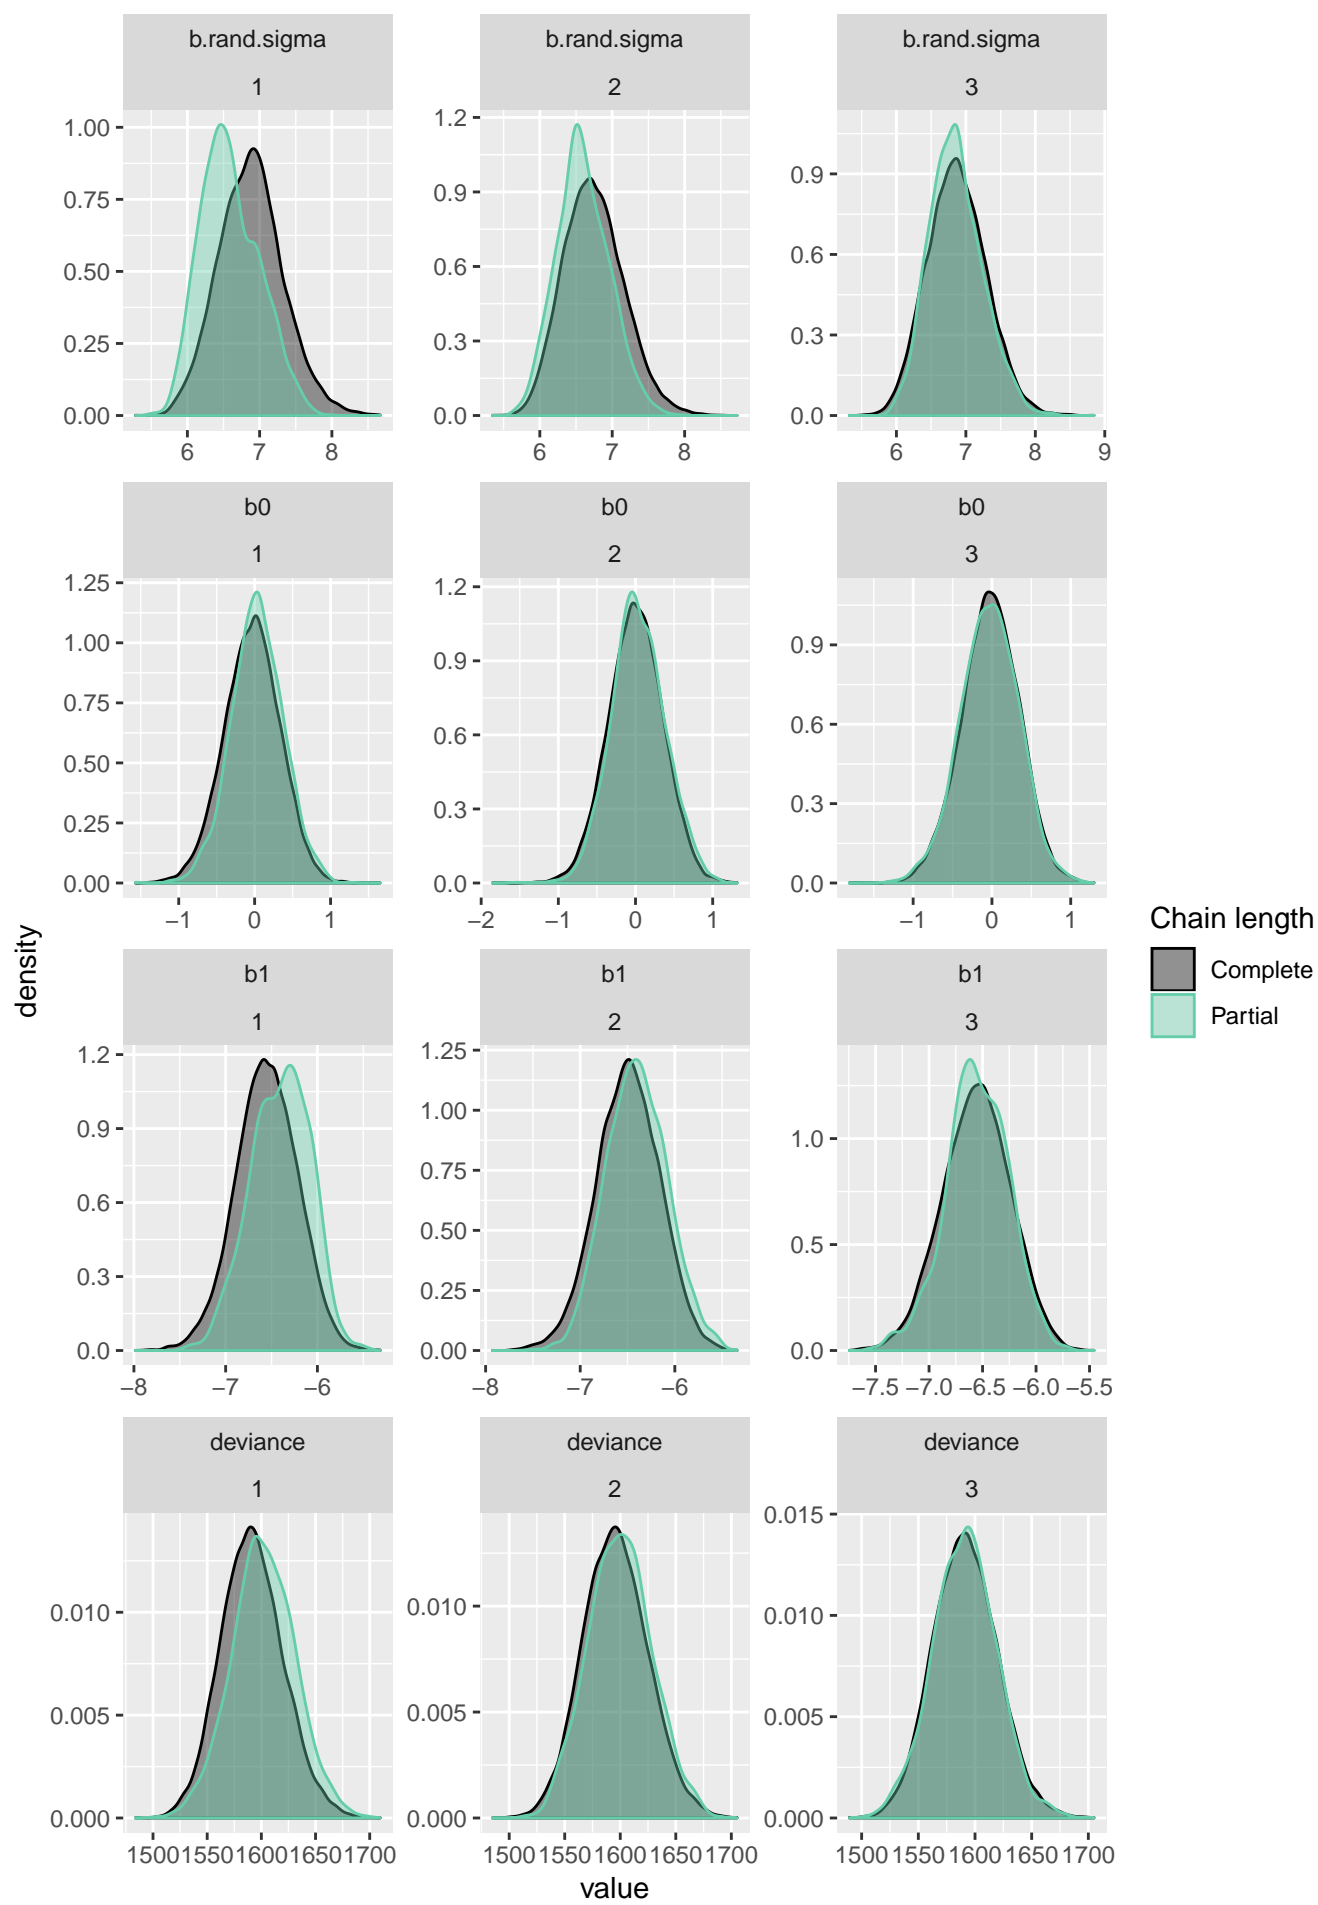 b.rand.sigma b.rand.sigma b.rand.sigma
1 2 3
1.00
0.75
0.50
0.25
0.00
1.2
0.9
0.6
0.3
0.0
0.9
0.6
0.3
0.0
6 7 8
6 7 8
6 7 8 9
b0 b0 b0
1 2 3
1.25
1.00
0.75
0.50
0.25
0.00
1.2
0.9
0.6
0.3
0.0
0.9
0.6
0.3
0.0
−1 0 1
−2 −1 0 1
−1 0 1
density
b1 b1 b1
1 2 3
1.2
0.9
0.6
0.3
0.0
1.25
1.00
0.75
0.50
0.25
0.00
1.0
0.5
0.0
−8 −7 −6
−8 −7 −6
−7.5 −7.0 −6.5 −6.0 −5.5
deviance deviance deviance
1 2 3
0.010
0.005
0.000
0.010
0.005
0.000
0.015
0.010
0.005
0.000
1500 1550 1600 1650 1700
1500 1550 1600 1650 1700
1500 1550 1600 1650 1700
value
Chain length
Complete
Partial